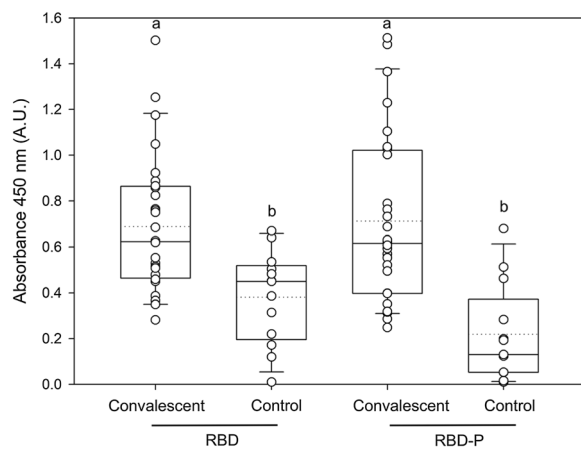 1.6
a
a
1.4
1.2
1.0
0.8
b
b
0.6
0.4
0.2
0.0
Absorbance 450 nm (A.U.)
Convalescent Control Convalescent Control
RBD RBD-P